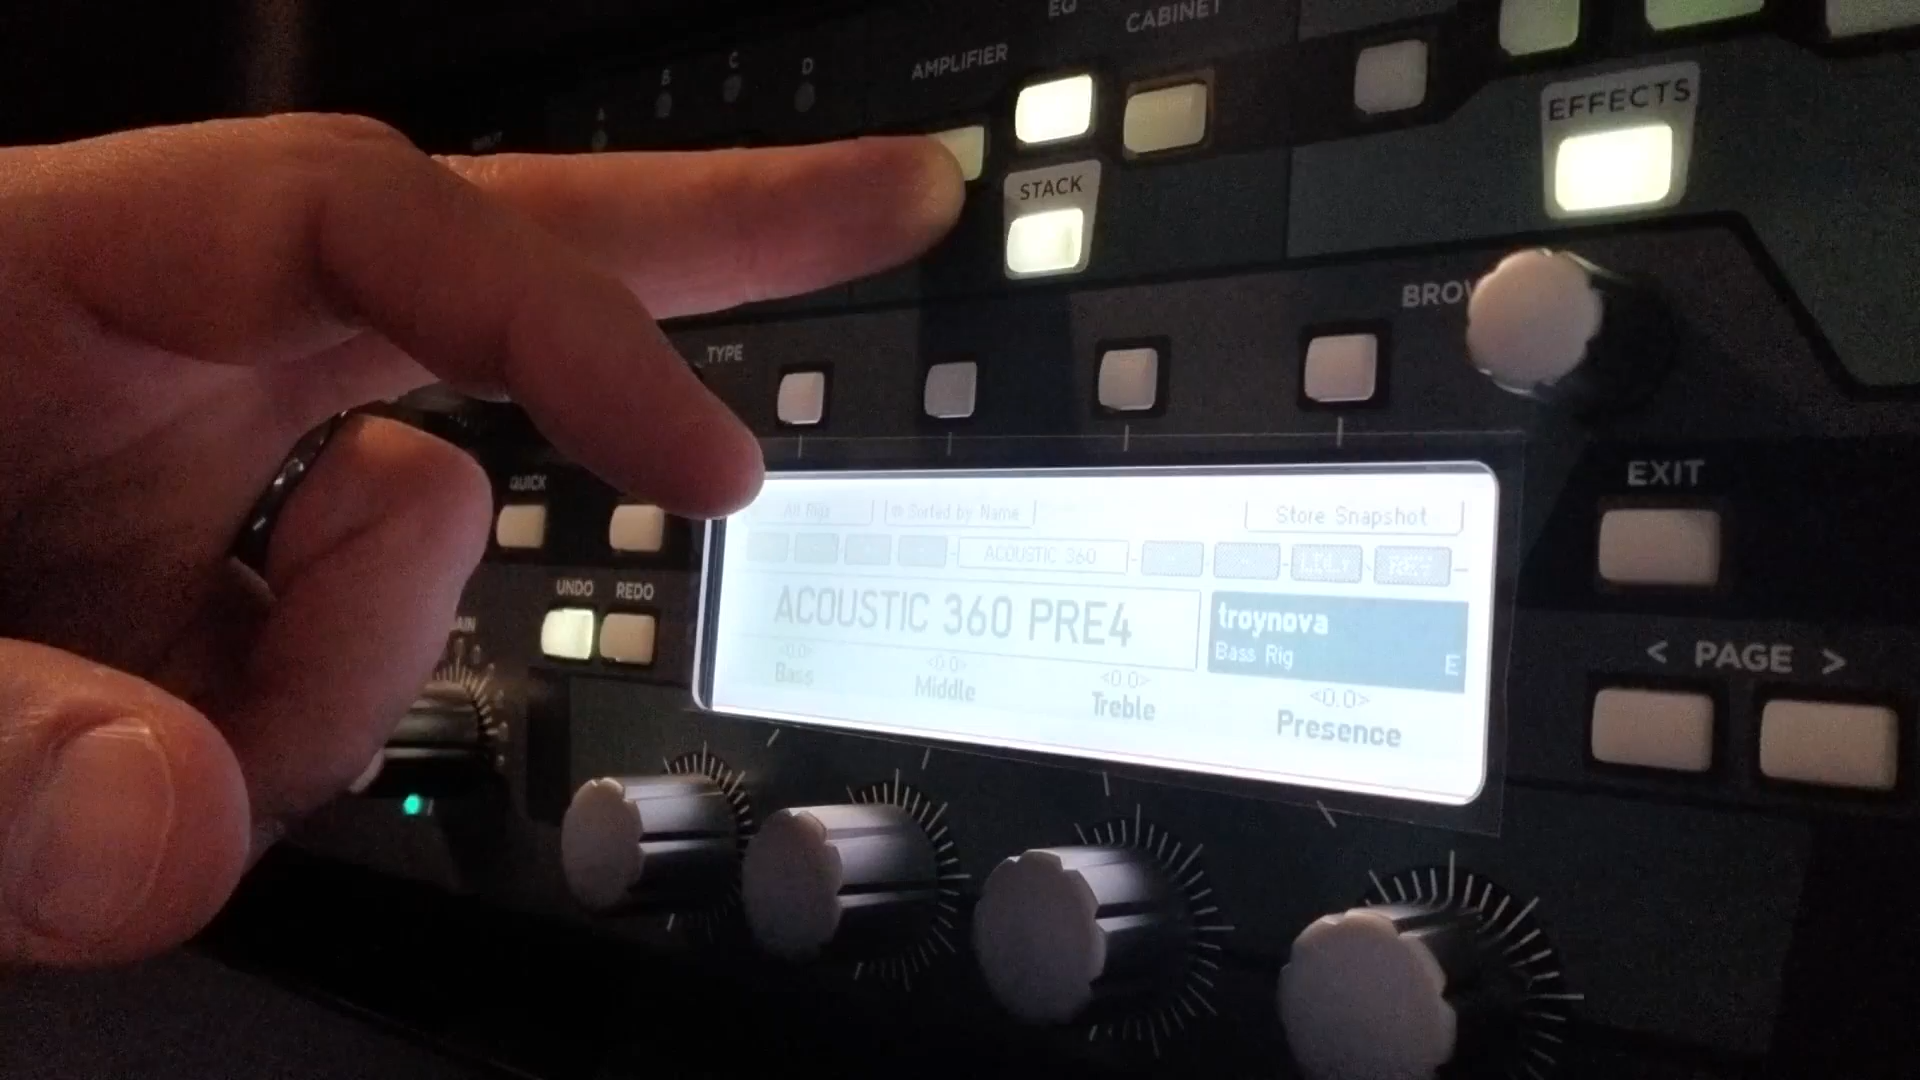 EQ
CABINET
AMPLIFIER
A
B
C
D
EFFECTS
STACK
TYPE
EXIT
QUICK
All Rigs
Sorted by Name
Store Snapshot
ACOUSTIC 360
DLY
REV
ACOUSTIC 360 PRE4
troynova
Bass Rig
E
UNDO
REDO
<0.0>
Bass
<0.0>
Middle
<0.0>
Treble
<0.0>
Presence
< PAGE >